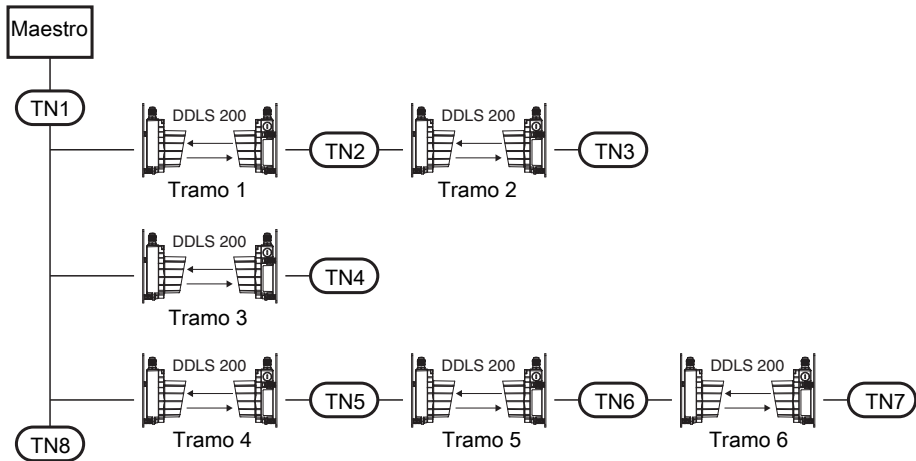 Maestro
TN1
DDLS 200
DDLS 200
TN2
TN3
Tramo 1
Tramo 2
DDLS 200
TN4
Tramo 3
DDLS 200
DDLS 200
DDLS 200
TN5
TN6
TN7
TN8
Tramo 4
Tramo 5
Tramo 6